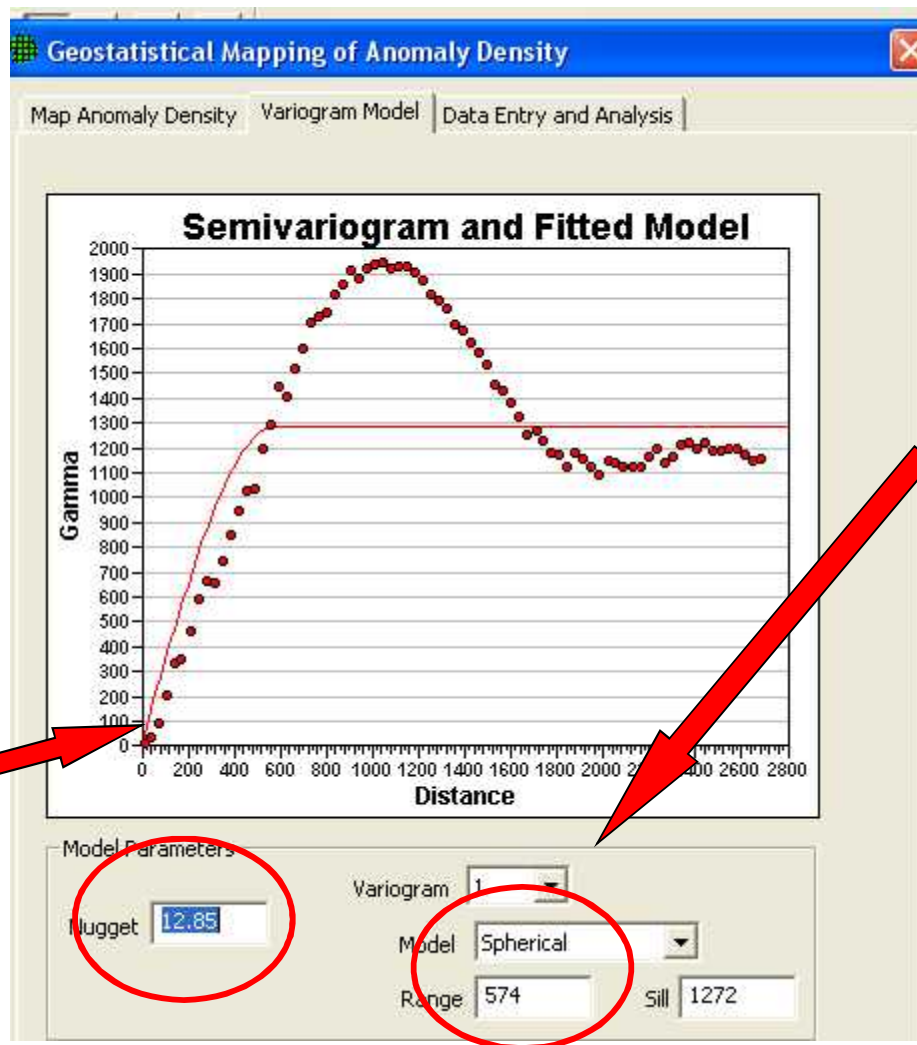 Geostatistical Mapping of Anomaly Density
Map Anomaly Density Variogram Model Data Entry and Analysis
Semivariogram and Fitted Model
2000
1900
1800
1700
1600
1500
1400
1300
1200
1100
1000
900
800
700
600
500
400
300
200
100
0
Gamma
0 200 400 600 800 1000 1200 1400 1600 1800 2000 2400 2600 2800
Distance
Model Parameters
Variogram 1
Nugget 12.85
Model Spherical
Range 574 Sill 1272